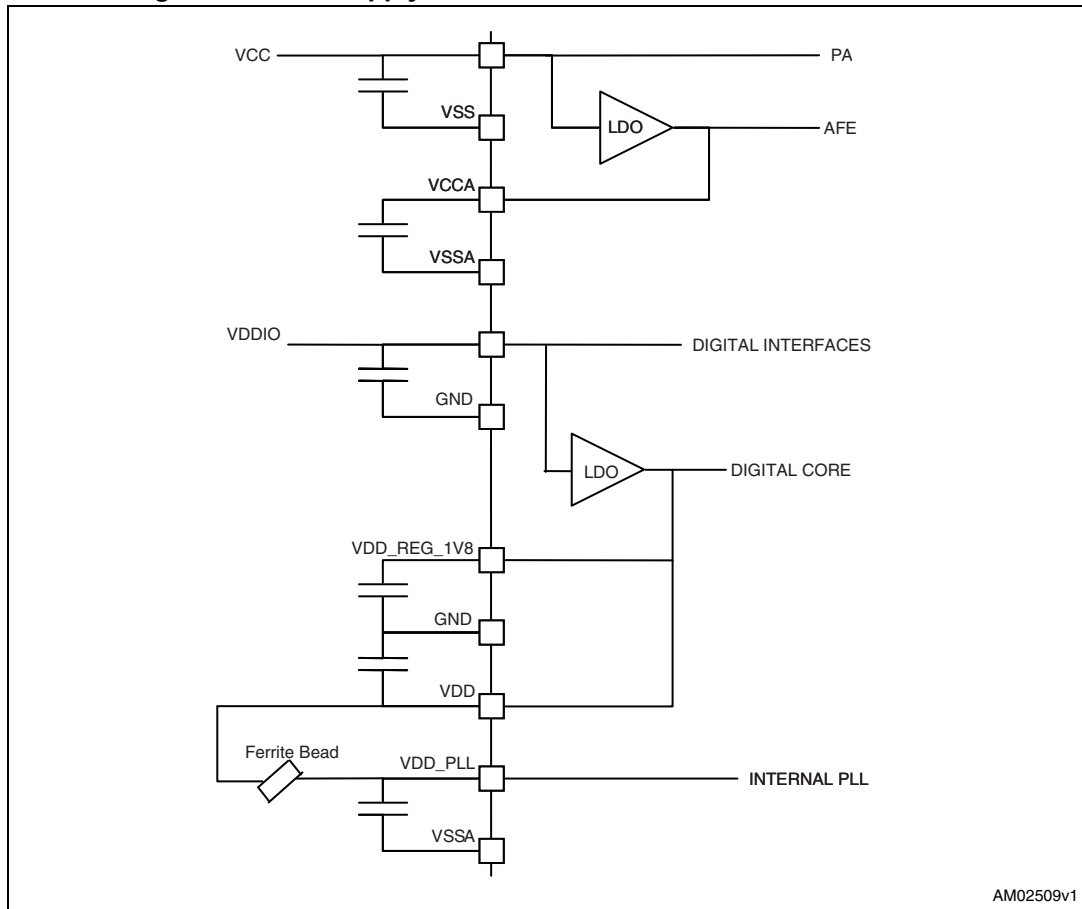 VCC
PA
VSS
LDO
AFE
VCCA
VSSA
VDDIO
DIGITAL INTERFACES
GND
LDO
DIGITAL CORE
VDD_REG_1V8
GND
VDD
Ferrite Bead
VDD_PLL
INTERNAL PLL
VSSA
AM02509v1